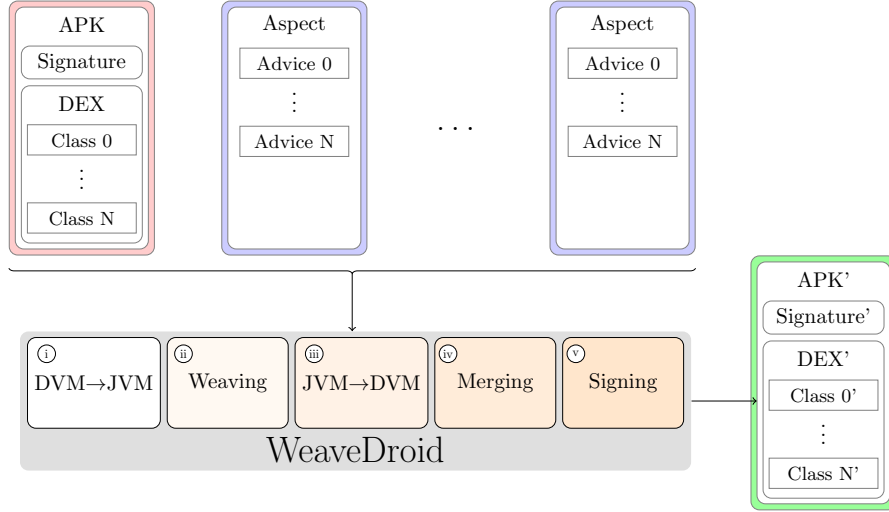 APK
Signature
DEX
Class 0
⋮
Class N
Aspect
Advice 0
⋮
Advice N
. . .
Aspect
Advice 0
⋮
Advice N
i
DVM→JVM
ii
Weaving
iii
JVM→DVM
iv
Merging
v
Signing
WeaveDroid
APK'
Signature'
DEX'
Class 0'
⋮
Class N'